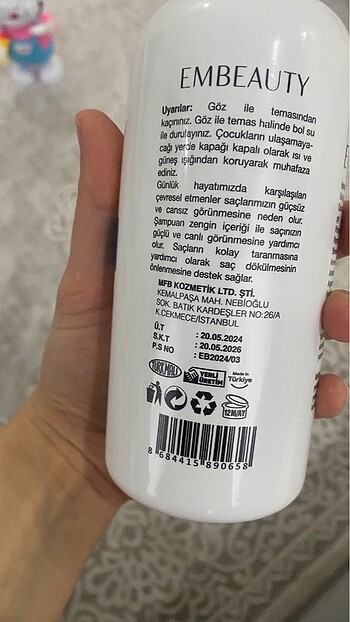 EMBEAUTY
Uyarılar: Göz ile temasından
kaçınınız. Göz ile temas halinde bol su
ile durulayınız. Çocukların ulaşamaya-
cağı yerde kapağı kapalı olarak ısı ve
güneş ışığından koruyarak muhafaza
ediniz.
Günlük hayatımızda karşılaşılan
çevresel etmenler saçlarımızın güçsüz
ve cansız görünmesine neden olur.
Şampuan zengin içeriği ile saçınızın
güçlü ve canlı görünmesine yardımcı
olur. Saçların kolay taranmasına
yardımcı olarak saç dökülmesinin
önlenmesine destek sağlar.
MFB KOZMETİK LTD. ŞTİ.
KEMALPAŞA MAH. NEBİOĞLU
SOK. BATIK KARDEŞLER NO:26/A
K.ÇEKMECE/İSTANBUL
Ü.T : 20.05.2024
S.K.T : 20.05.2026
P.S NO : EB2024/03
TÜRK MALI
YERLİ
ÜRETİM
Made in
Türkiye
12 M/AY
8 684415 890658